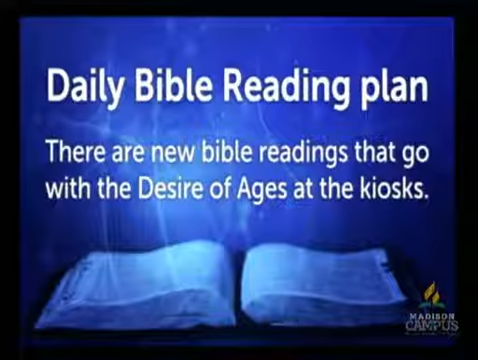 Daily Bible Reading plan
There are new bible readings that go
with the Desire of Ages at the kiosks.
MADISON
CAMPUS